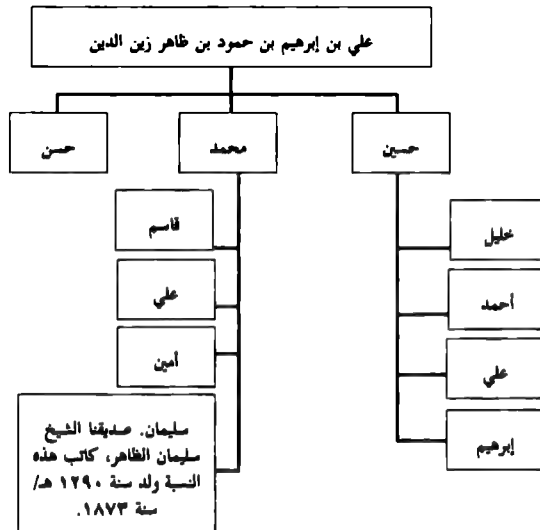 علي بن إبرهيم بن حمود بن ظاهر زين الدين
حسين
محمد
حسن
خليل
أحمد
علي
إبرهيم
قاسم
علي
أمين
سليمان. صديقنا الشيخ
سليمان الظاهر، كاتب هذه
النسبة ولد سنة ١٢٩٠ هـ/
سنة ١٨٧٣.